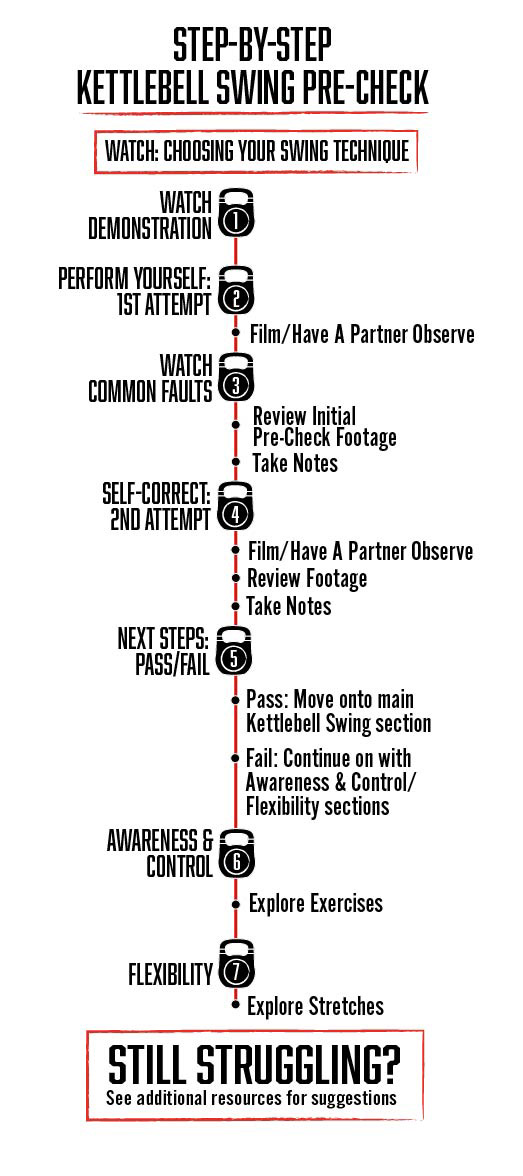 STEP-BY-STEP
KETTLEBELL SWING PRE-CHECK
WATCH: CHOOSING YOUR SWING TECHNIQUE
WATCH
DEMONSTRATION
1
PERFORM YOURSELF:
1ST ATTEMPT
2
Film/Have A Partner Observe
WATCH
COMMON FAULTS
3
Review Initial
Pre-Check Footage
Take Notes
SELF-CORRECT:
2ND ATTEMPT
4
Film/Have A Partner Observe
Review Footage
Take Notes
NEXT STEPS:
PASS/FAIL
5
Pass: Move onto main
Kettlebell Swing section
Fail: Continue on with
Awareness & Control/
Flexibility sections
AWARENESS &
CONTROL
6
Explore Exercises
FLEXIBILITY
7
Explore Stretches
STILL STRUGGLING?
See additional resources for suggestions